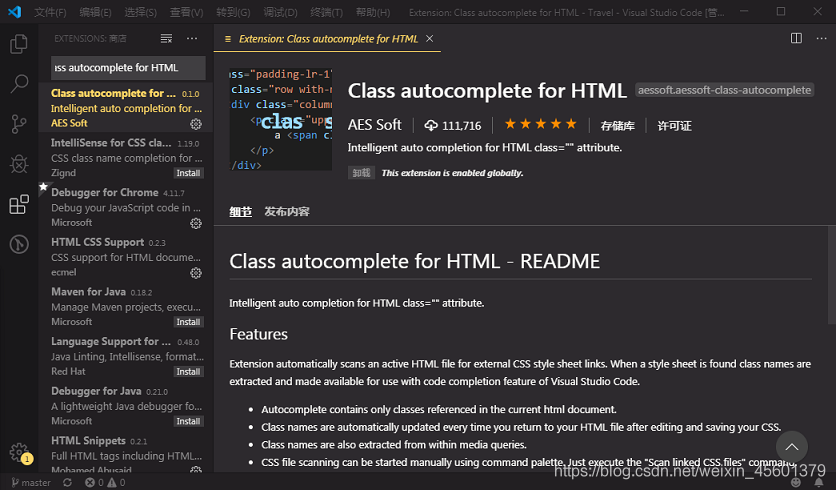 文件(F) 编辑(E) 选择(S) 查看(V) 转到(G) 调试(D) 终端(T) 帮助(H) Extension: Class autocomplete for HTML - Travel - Visual Studio Code [管...
EXTENSIONS: 商店
Extension: Class autocomplete for HTML
ass autocomplete for HTML
Class autocomplete for ... 0.1.0
Intelligent auto completion for ...
AES Soft
IntelliSense for CSS cla... 1.19.0
CSS class name completion for ...
Zignd Install
Debugger for Chrome 4.11.7
Debug your JavaScript code in ...
Microsoft
HTML CSS Support 0.2.3
CSS support for HTML docume...
ecmel
Maven for Java 0.18.2
Manage Maven projects, execu...
Microsoft Install
Language Support for ... 0.48.0
Java Linting, Intellisense, format...
Red Hat Install
Debugger for Java 0.21.0
A lightweight Java debugger fo...
Microsoft Install
HTML Snippets 0.2.1
Full HTML tags including HTML...
Mohamed Abusaid
1
master 0 0
ass="padding-lr-1"
class="row with-r
div class="column
<p class="upp
clas s
a <span cl
</p>
/div>
Class autocomplete for HTML aessoft.aessoft-class-autocomplete
AES Soft 111,716 ★★★★★ 存储库 许可证
Intelligent auto completion for HTML class="" attribute.
卸载 This extension is enabled globally.
细节 发布内容
Class autocomplete for HTML - README
Intelligent auto completion for HTML class="" attribute.
Features
Extension automatically scans an active HTML file for external CSS style sheet links. When a style sheet is found class names are
extracted and made available for use with code completion feature of Visual Studio Code.
• Autocomplete contains only classes referenced in the current html document.
• Class names are automatically updated every time you return to your HTML file after editing and saving your CSS.
• Class names are also extracted from within media queries.
• CSS file scanning can be started manually using command palette. Just execute the "Scan linked CSS files" command.
https://blog.csdn.net/weixin_45601379